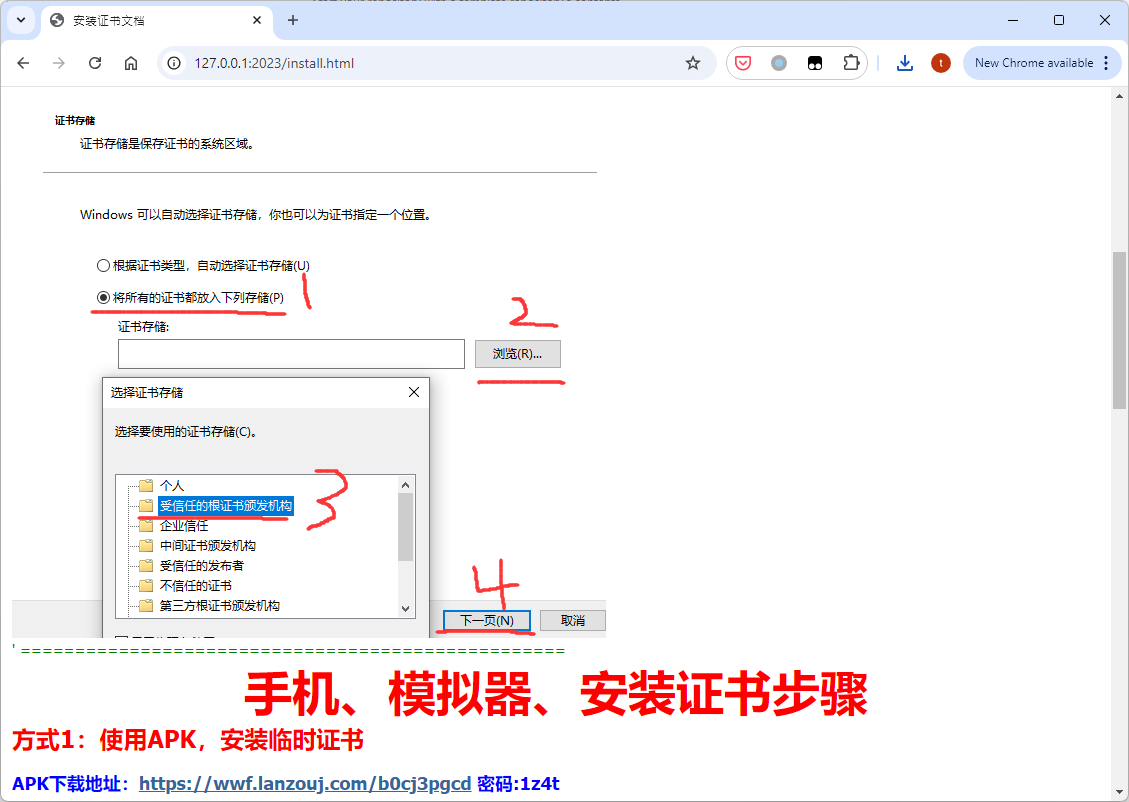 安装证书文档
127.0.0.1:2023/install.html
t
New Chrome available
证书存储
证书存储是保存证书的系统区域。
Windows 可以自动选择证书存储，你也可以为证书指定一个位置。
根据证书类型，自动选择证书存储(U)
1
将所有的证书都放入下列存储(P)
2
证书存储:
浏览(R)...
选择证书存储
选择要使用的证书存储(C)。
个人
受信任的根证书颁发机构
3
企业信任
中间证书颁发机构
受信任的发布者
不信任的证书
第三方根证书颁发机构
4
下一页(N)
取消
' ==================================================
手机、模拟器、安装证书步骤
方式1：使用APK，安装临时证书
APK下载地址：https://wwf.lanzouj.com/b0cj3pgcd 密码:1z4t